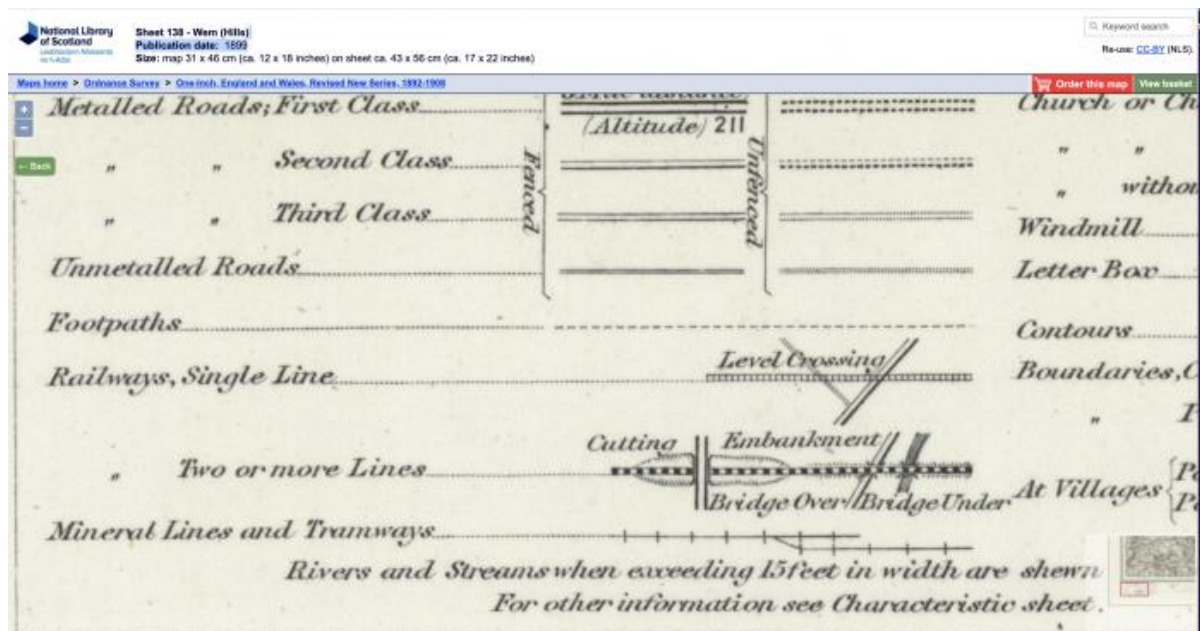 National Library
of Scotland
Sheet 138 - Wem (Hills)
Publication date: 1899
Size: map 31 x 46 cm (ca. 12 x 18 inches) on sheet ca. 43 x 56 cm (ca. 17 x 22 inches)
Keyword search
Re-use: CC-BY (NLS).
Maps home > Ordnance Survey > One-inch, England and Wales, Revised New Series, 1892-1908
Order this map
View basket
← Back
Metalled Roads; First Class
(Altitude) 211
Church or Ch
" " Second Class
Fenced
Unfenced
" "
" withou
" " Third Class
Windmill
Unmetalled Roads
Letter Box
Footpaths
Contours
Level Crossing
Railways, Single Line
Boundaries, C
" P
Cutting
Embankment
" Two or more Lines
At Villages
Bridge Over
Bridge Under
Mineral Lines and Tramways
Rivers and Streams when exceeding 15 feet in width are shewn
For other information see Characteristic sheet.